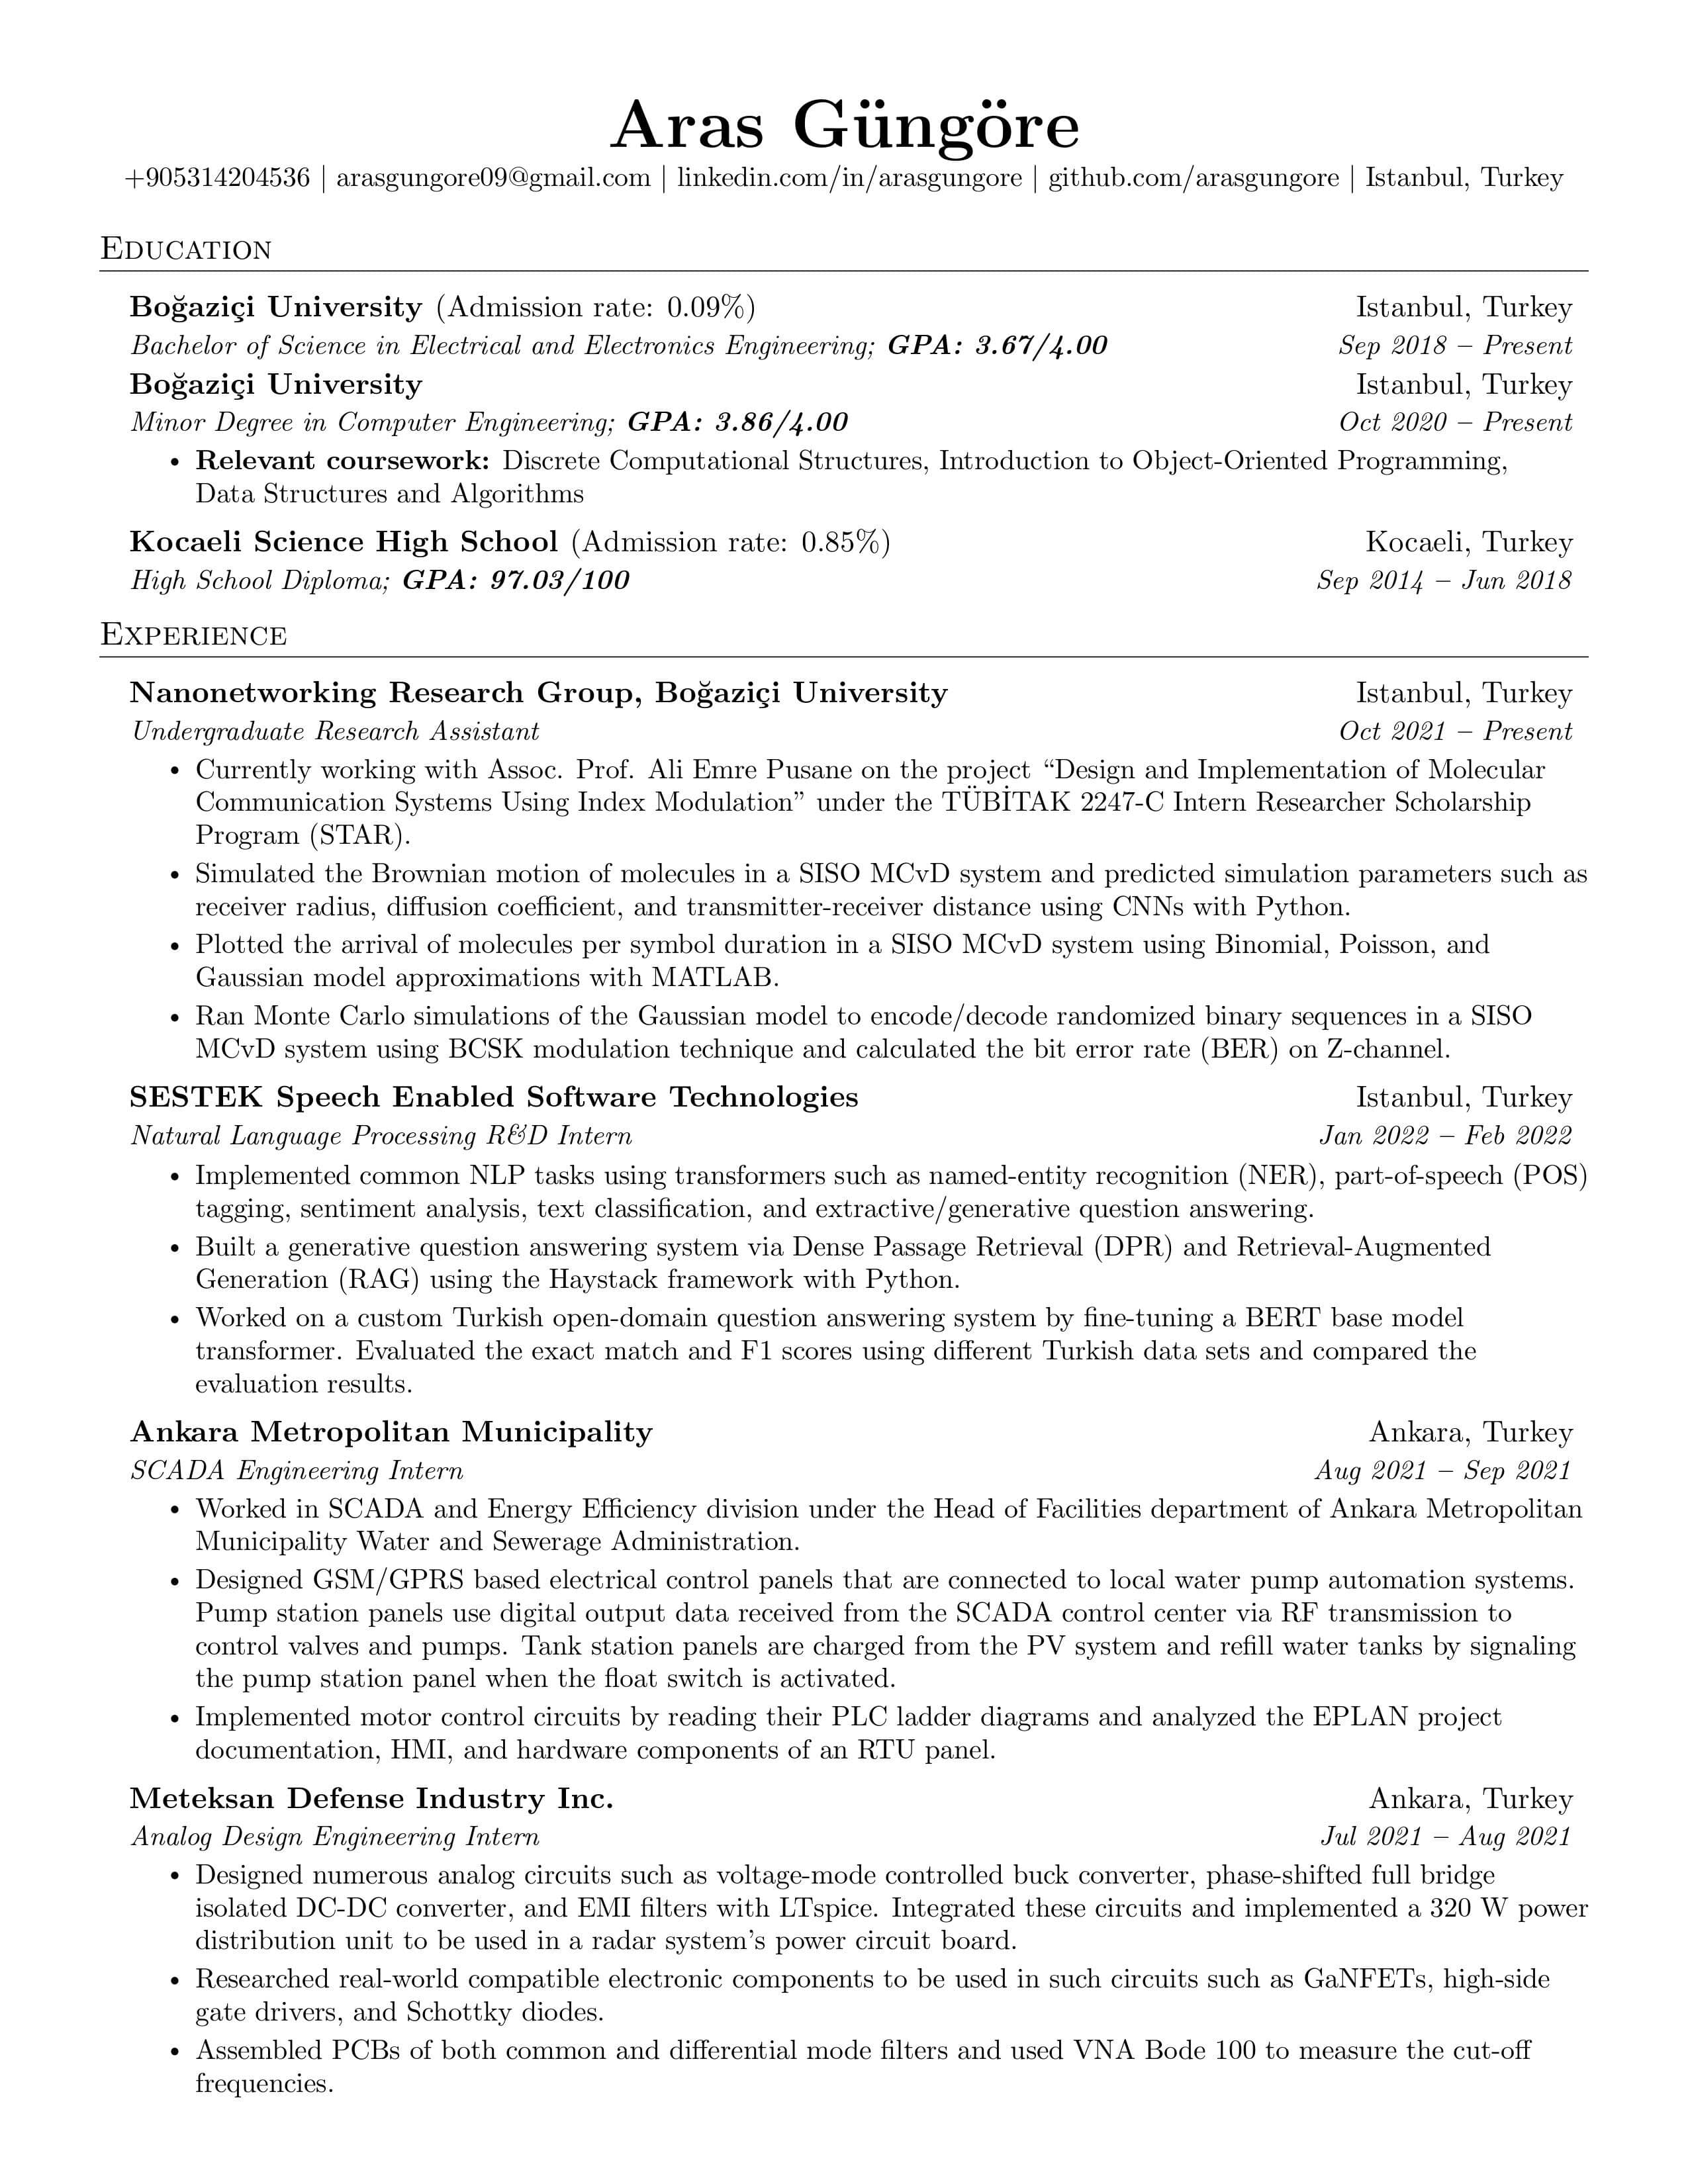 Aras Güngöre
+905314204536 | arasgungore09@gmail.com | linkedin.com/in/arasgungore | github.com/arasgungore | Istanbul, Turkey
Education
Boğaziçi University (Admission rate: 0.09%) Istanbul, Turkey
Bachelor of Science in Electrical and Electronics Engineering; GPA: 3.67/4.00 Sep 2018 – Present
Boğaziçi University Istanbul, Turkey
Minor Degree in Computer Engineering; GPA: 3.86/4.00 Oct 2020 – Present
• Relevant coursework: Discrete Computational Structures, Introduction to Object-Oriented Programming,
Data Structures and Algorithms
Kocaeli Science High School (Admission rate: 0.85%) Kocaeli, Turkey
High School Diploma; GPA: 97.03/100 Sep 2014 – Jun 2018
Experience
Nanonetworking Research Group, Boğaziçi University Istanbul, Turkey
Undergraduate Research Assistant Oct 2021 – Present
• Currently working with Assoc. Prof. Ali Emre Pusane on the project “Design and Implementation of Molecular
Communication Systems Using Index Modulation” under the TÜBİTAK 2247-C Intern Researcher Scholarship
Program (STAR).
• Simulated the Brownian motion of molecules in a SISO MCvD system and predicted simulation parameters such as
receiver radius, diffusion coefficient, and transmitter-receiver distance using CNNs with Python.
• Plotted the arrival of molecules per symbol duration in a SISO MCvD system using Binomial, Poisson, and
Gaussian model approximations with MATLAB.
• Ran Monte Carlo simulations of the Gaussian model to encode/decode randomized binary sequences in a SISO
MCvD system using BCSK modulation technique and calculated the bit error rate (BER) on Z-channel.
SESTEK Speech Enabled Software Technologies Istanbul, Turkey
Natural Language Processing R&D Intern Jan 2022 – Feb 2022
• Implemented common NLP tasks using transformers such as named-entity recognition (NER), part-of-speech (POS)
tagging, sentiment analysis, text classification, and extractive/generative question answering.
• Built a generative question answering system via Dense Passage Retrieval (DPR) and Retrieval-Augmented
Generation (RAG) using the Haystack framework with Python.
• Worked on a custom Turkish open-domain question answering system by fine-tuning a BERT base model
transformer. Evaluated the exact match and F1 scores using different Turkish data sets and compared the
evaluation results.
Ankara Metropolitan Municipality Ankara, Turkey
SCADA Engineering Intern Aug 2021 – Sep 2021
• Worked in SCADA and Energy Efficiency division under the Head of Facilities department of Ankara Metropolitan
Municipality Water and Sewerage Administration.
• Designed GSM/GPRS based electrical control panels that are connected to local water pump automation systems.
Pump station panels use digital output data received from the SCADA control center via RF transmission to
control valves and pumps. Tank station panels are charged from the PV system and refill water tanks by signaling
the pump station panel when the float switch is activated.
• Implemented motor control circuits by reading their PLC ladder diagrams and analyzed the EPLAN project
documentation, HMI, and hardware components of an RTU panel.
Meteksan Defense Industry Inc. Ankara, Turkey
Analog Design Engineering Intern Jul 2021 – Aug 2021
• Designed numerous analog circuits such as voltage-mode controlled buck converter, phase-shifted full bridge
isolated DC-DC converter, and EMI filters with LTspice. Integrated these circuits and implemented a 320 W power
distribution unit to be used in a radar system's power circuit board.
• Researched real-world compatible electronic components to be used in such circuits such as GaNFETs, high-side
gate drivers, and Schottky diodes.
• Assembled PCBs of both common and differential mode filters and used VNA Bode 100 to measure the cut-off
frequencies.